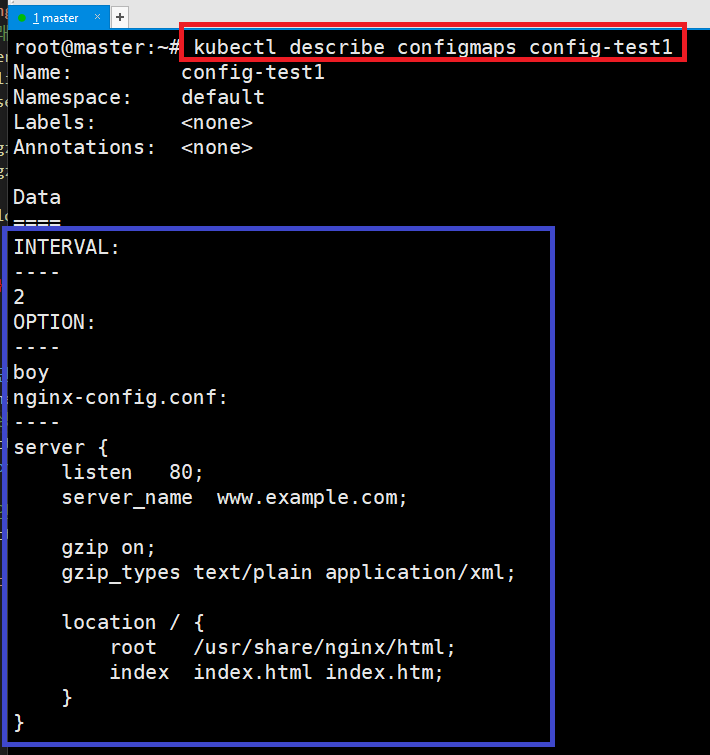 1 master × +
root@master:~# kubectl describe configmaps config-test1
Name:         config-test1
Namespace:    default
Labels:       <none>
Annotations:  <none>
Data
====
INTERVAL:
----
2
OPTION:
----
boy
nginx-config.conf:
----
server {
    listen   80;
    server_name  www.example.com;
    gzip on;
    gzip_types text/plain application/xml;
    location / {
        root   /usr/share/nginx/html;
        index  index.html index.htm;
    }
}